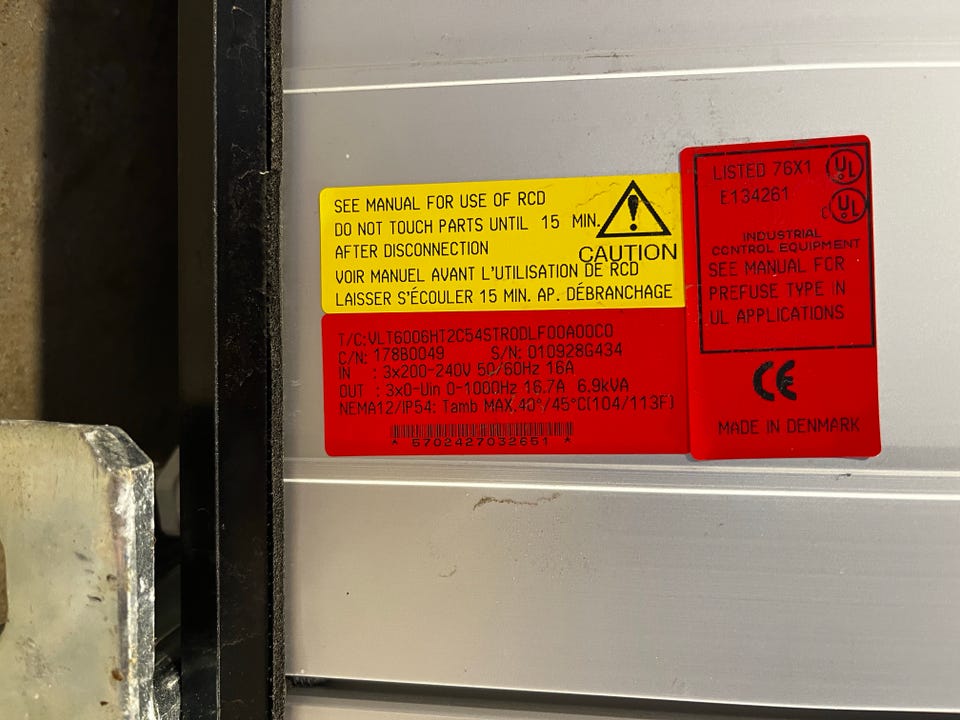 SEE MANUAL FOR USE OF RCD
DO NOT TOUCH PARTS UNTIL 15 MIN.
AFTER DISCONNECTION
CAUTION
VOIR MANUEL AVANT L'UTILISATION DE RCD
LAISSER S'ÉCOULER 15 MIN. AP. DÉBRANCHAGE
T/C:VLT6006HT2C54STR0DLF00A00C0
C/N: 178B0049 S/N: 010928G434
IN : 3x200-240V 50/60Hz 16A
OUT : 3x0-Uin 0-1000Hz 16.7A 6.9kVA
NEMA12/IP54: Tamb MAX.40°/45°C(104/113F)
* 5702427032651 *
LISTED 76X1 UL
E134261
c UL
INDUSTRIAL
CONTROL EQUIPMENT
SEE MANUAL FOR
PREFUSE TYPE IN
UL APPLICATIONS
CE
MADE IN DENMARK